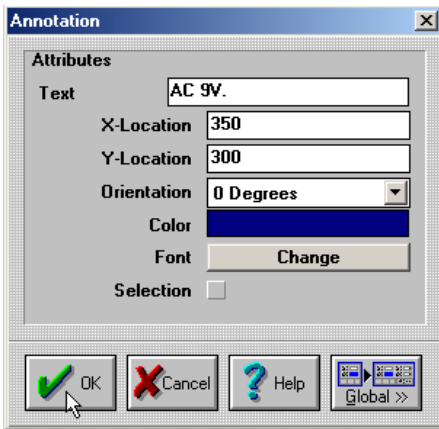 Annotation
Attributes
Text AC 9V.
X-Location 350
Y-Location 300
Orientation 0 Degrees
Color
Font Change
Selection
OK Cancel Help Global >>